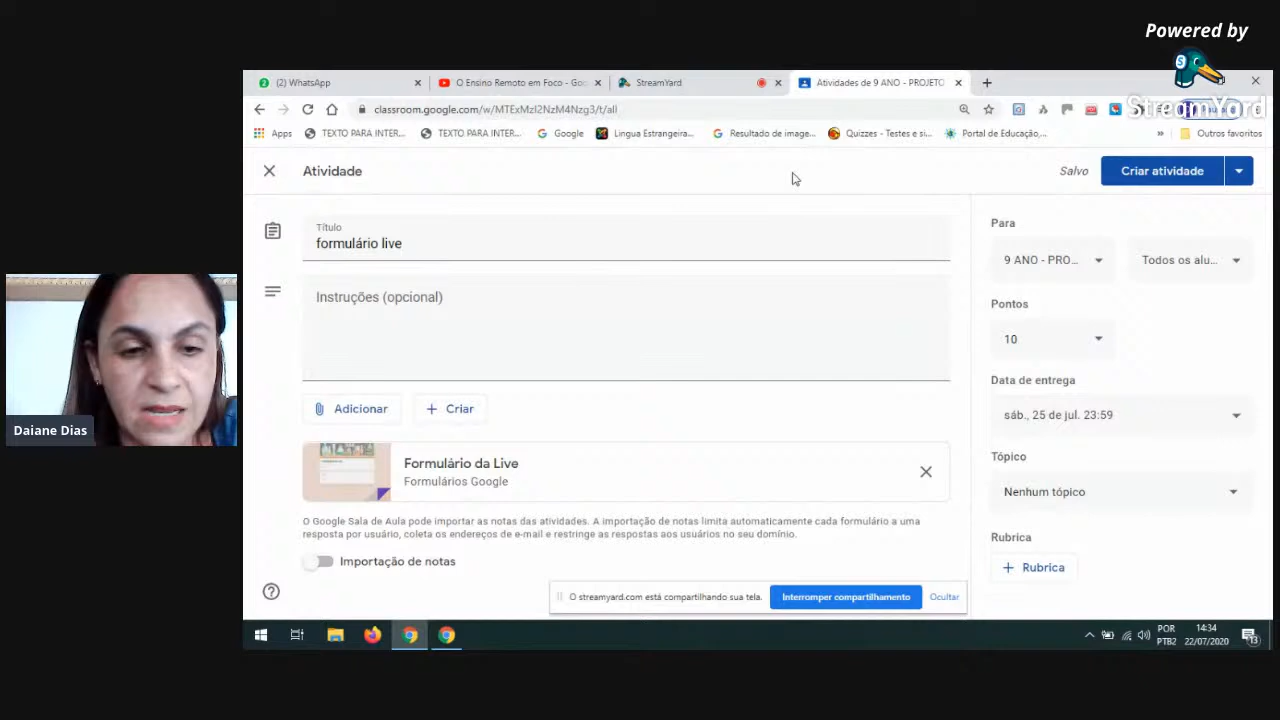 Powered by
StreamYard
(2) WhatsApp
O Ensino Remoto em Foco - Goo
StreamYard
Atividades de 9 ANO - PROJETO
classroom.google.com/w/MTExMzI2NzM4Nzg3/t/all
Apps
TEXTO PARA INTER...
TEXTO PARA INTER...
Google
Lingua Estrangeira...
Resultado de imag...
Quizzes - Testes e si...
Portal de Educação,...
»
Outros favoritos
Atividade
Salvo
Criar atividade
Título
formulário live
Instruções (opcional)
Adicionar
Criar
Formulário da Live
Formulários Google
O Google Sala de Aula pode importar as notas das atividades. A importação de notas limita automaticamente cada formulário a uma
resposta por usuário, coleta os endereços de e-mail e restringe as respostas aos usuários no seu domínio.
Importação de notas
Para
9 ANO - PRO...
Todos os alu...
Pontos
10
Data de entrega
sáb., 25 de jul. 23:59
Tópico
Nenhum tópico
Rubrica
Rubrica
O streamyard.com está compartilhando sua tela.
Interromper compartilhamento
Ocultar
Daiane Dias
POR
PTB2
14:34
22/07/2020
13